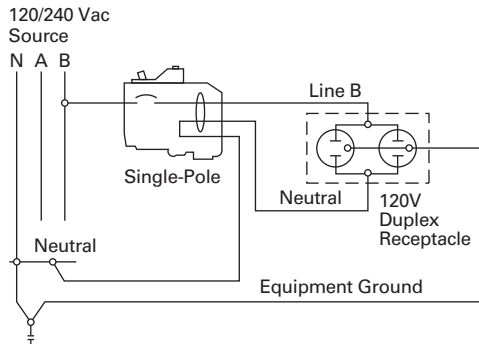 120/240 Vac
Source
N A B
Line B
Single-Pole
Neutral
120V
Duplex
Receptacle
Neutral
Equipment Ground